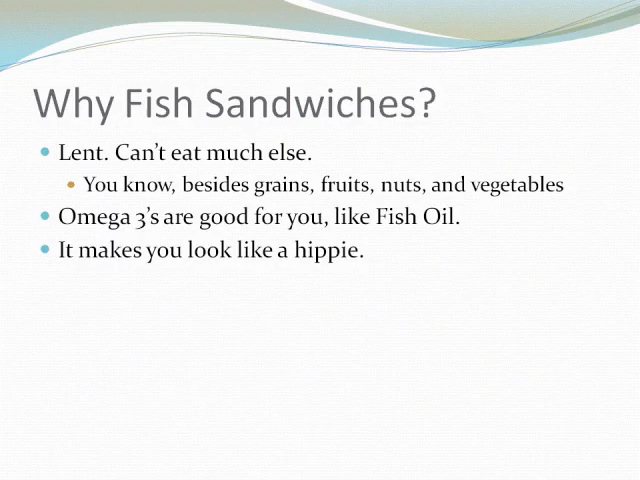 Why Fish Sandwiches?
Lent. Can't eat much else.
You know, besides grains, fruits, nuts, and vegetables
Omega 3's are good for you, like Fish Oil.
It makes you look like a hippie.